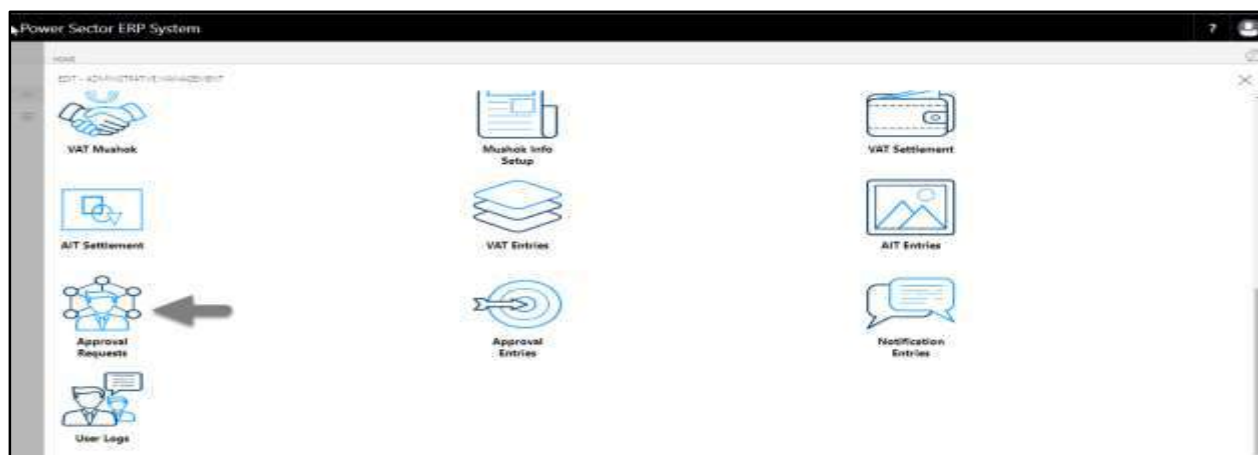 Power Sector ERP System
?
HOME
EDIT - ADMINISTRATIVE MANAGEMENT
VAT Mushok
Mushok Info
Setup
VAT Settlement
AIT Settlement
VAT Entries
AIT Entries
Approval
Requests
Approval
Entries
Notification
Entries
User Logs